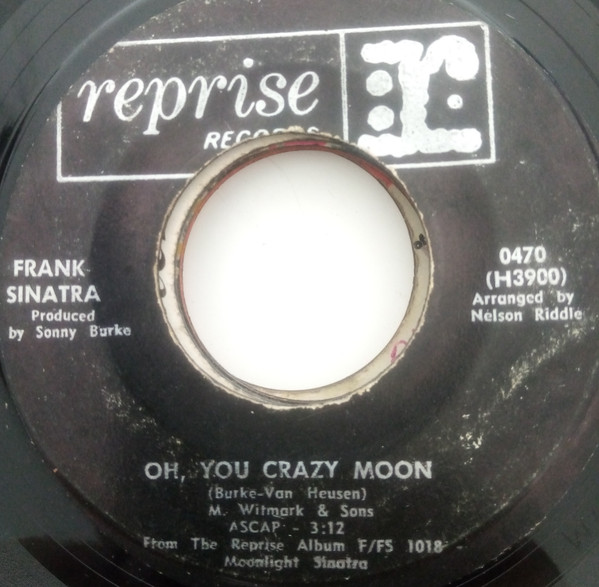 reprise
RECORDS
r:
FRANK
SINATRA
Produced
by Sonny Burke
0470
(H3900)
Arranged by
Nelson Riddle
OH, YOU CRAZY MOON
(Burke-Van Heusen)
M. Witmark & Sons
ASCAP - 3:12
From The Reprise Album F/FS 1018
Moonlight Sinatra